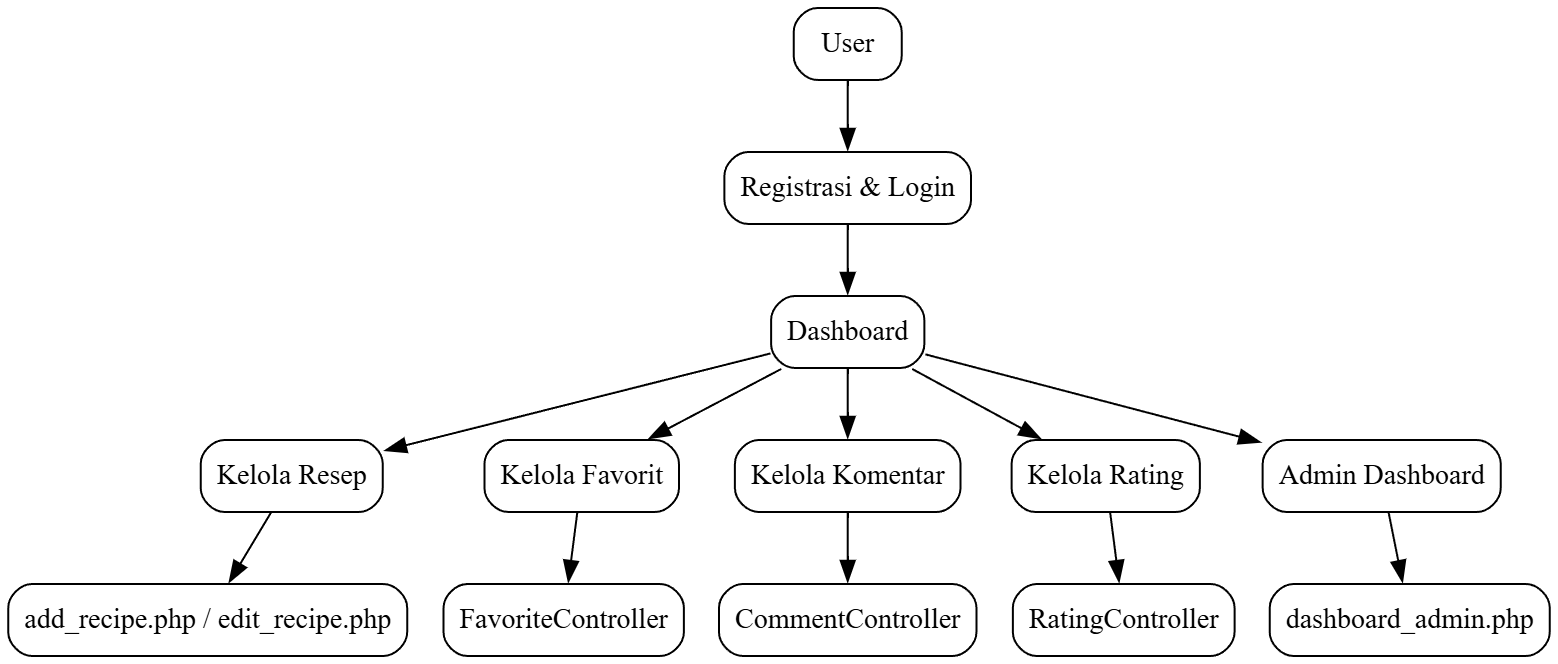 User
Registrasi & Login
Dashboard
Kelola Resep
Kelola Favorit
Kelola Komentar
Kelola Rating
Admin Dashboard
add_recipe.php / edit_recipe.php
FavoriteController
CommentController
RatingController
dashboard_admin.php